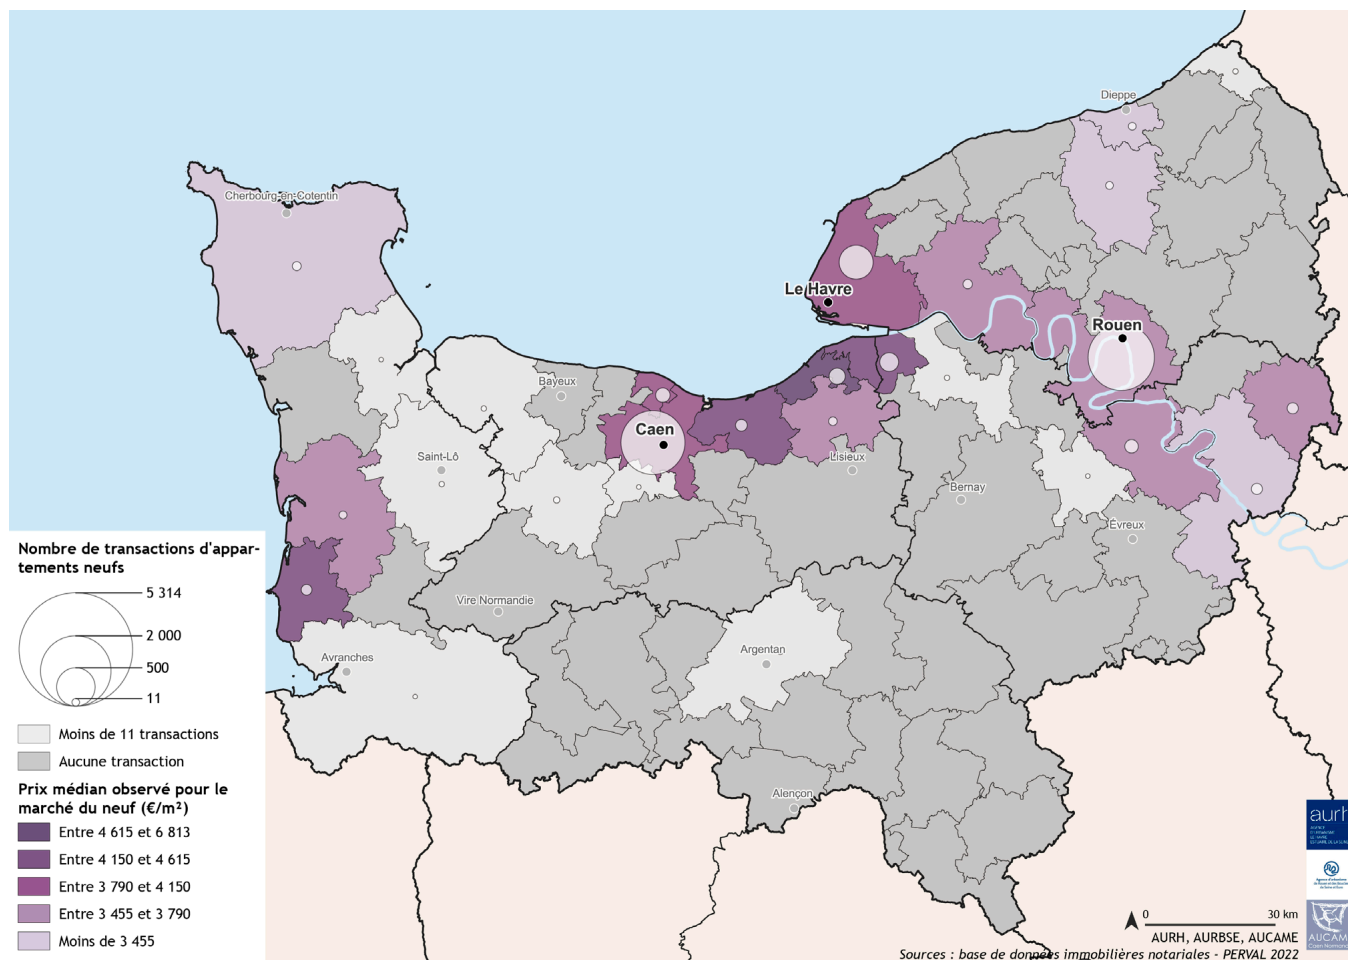 Dieppe
Cherbourg-en-Cotentin
Le Havre
Rouen
Bayeux
Caen
Saint-Lô
Lisieux
Bernay
Évreux
Vire Normandie
Avranches
Argentan
Alençon
Nombre de transactions d'appar-
tements neufs
5 314
2 000
500
11
Moins de 11 transactions
Aucune transaction
Prix médian observé pour le
marché du neuf (€/m²)
Entre 4 615 et 6 813
Entre 4 150 et 4 615
Entre 3 790 et 4 150
Entre 3 455 et 3 790
Moins de 3 455
aurh
AUCAME
Caen Normandie
0 30 km
AURH, AURBSE, AUCAME
Sources : base de données immobilières notariales - PERVAL 2022